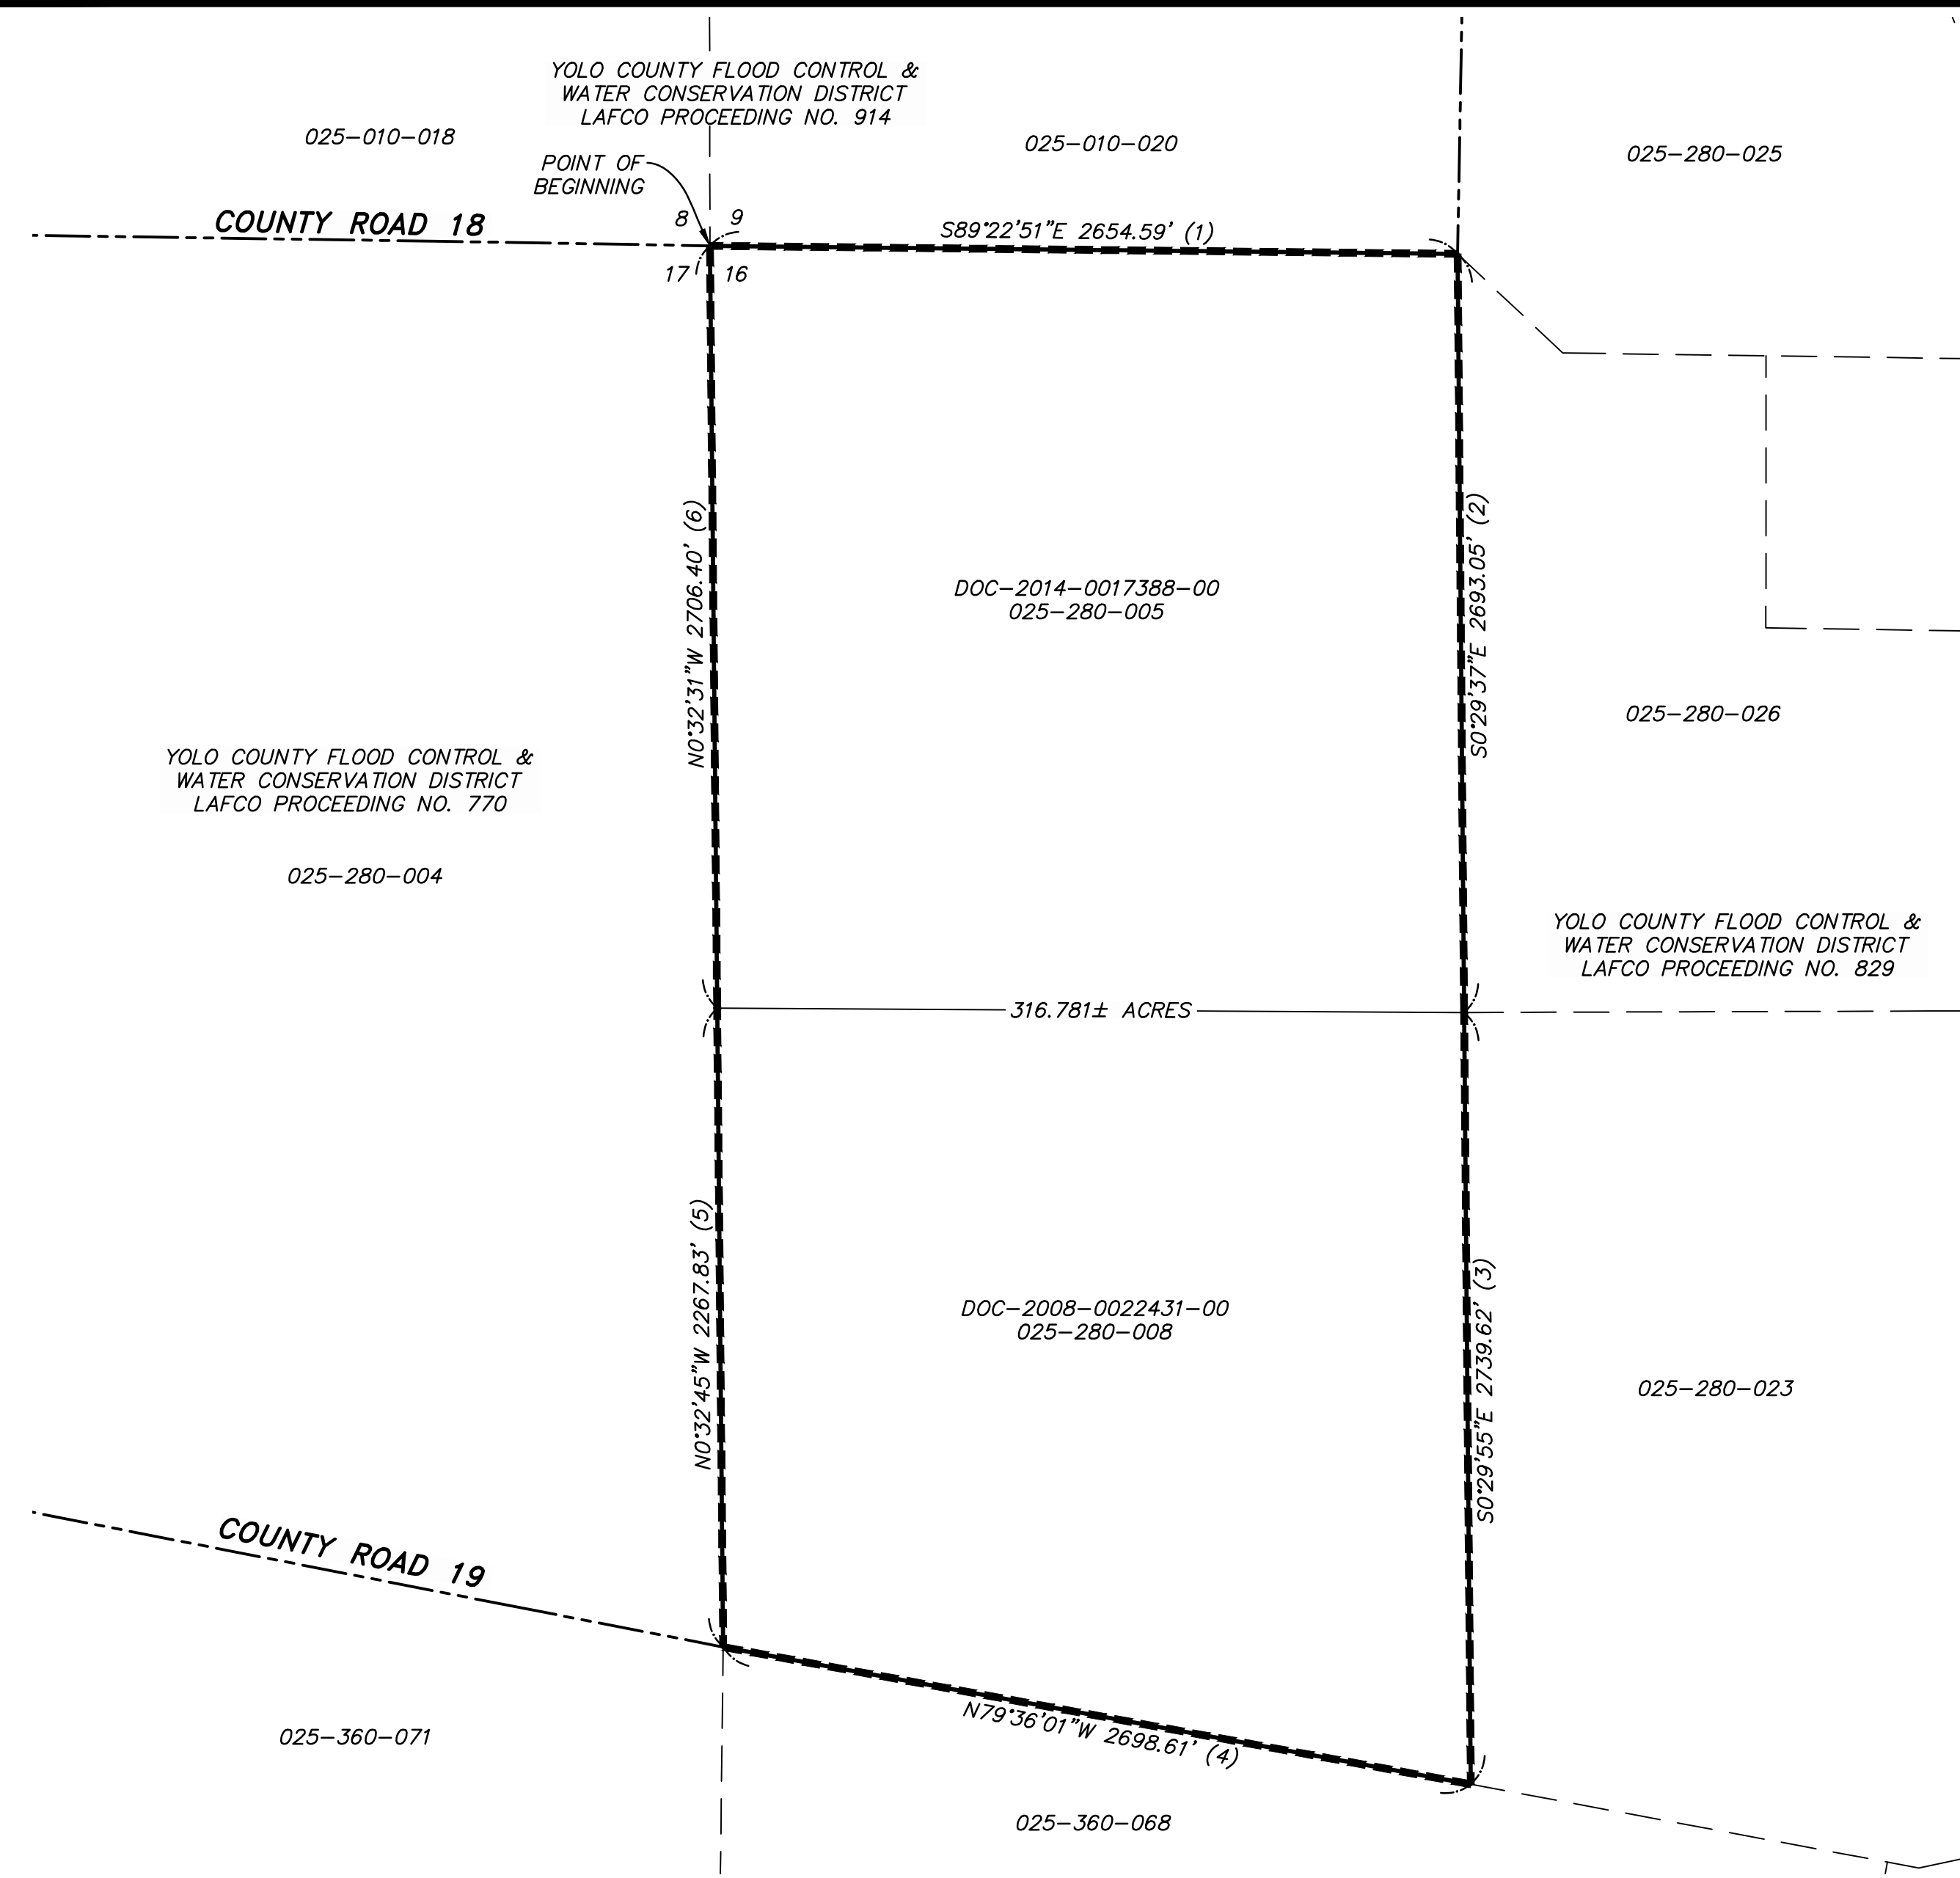 YOLO COUNTY FLOOD CONTROL &
WATER CONSERVATION DISTRICT
LAFCO PROCEEDING NO. 914
025-010-018
025-010-020
025-280-025
POINT OF
BEGINNING
COUNTY ROAD 18
8
9
17
16
S89°22'51"E 2654.59' (1)
N0°32'31"W 2706.40' (6)
S0°29'37"E 2693.05' (2)
DOC-2014-0017388-00
025-280-005
025-280-026
YOLO COUNTY FLOOD CONTROL &
WATER CONSERVATION DISTRICT
LAFCO PROCEEDING NO. 770
025-280-004
YOLO COUNTY FLOOD CONTROL &
WATER CONSERVATION DISTRICT
LAFCO PROCEEDING NO. 829
316.781± ACRES
N0°32'45"W 2267.83' (5)
S0°29'55"E 2739.62' (3)
DOC-2008-0022431-00
025-280-008
025-280-023
COUNTY ROAD 19
N79°36'01"W 2698.61' (4)
025-360-071
025-360-068